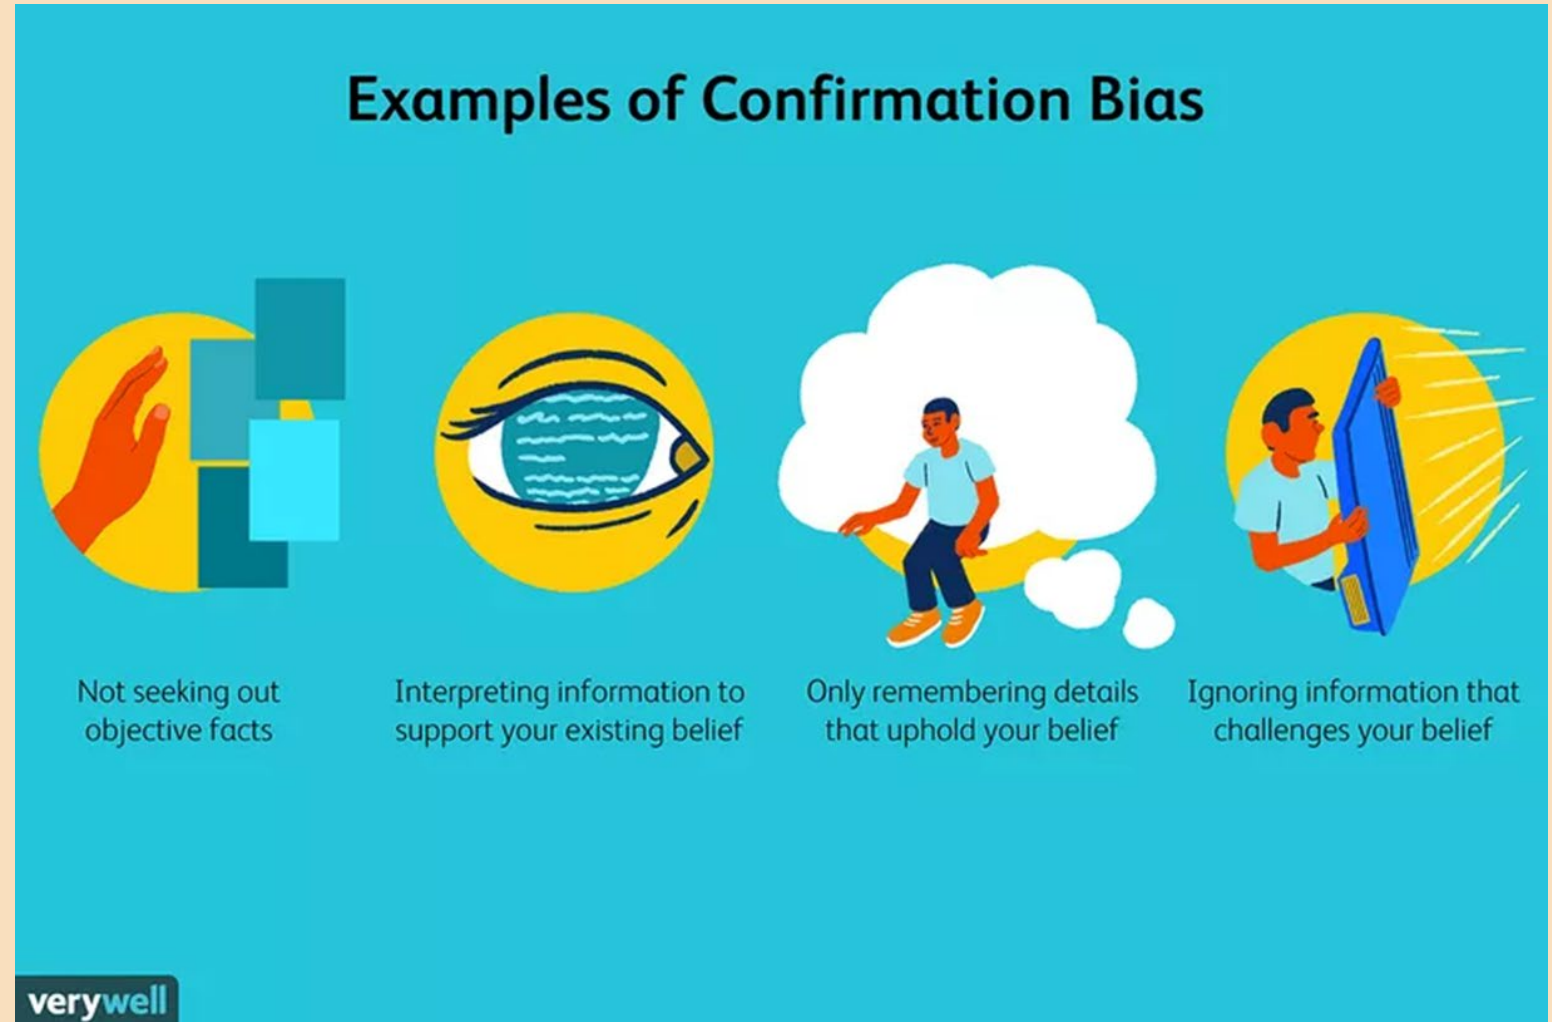 Examples of Confirmation Bias
Not seeking out
objective facts
Interpreting information to
support your existing belief
Only remembering details
that uphold your belief
Ignoring information that
challenges your belief
verywell